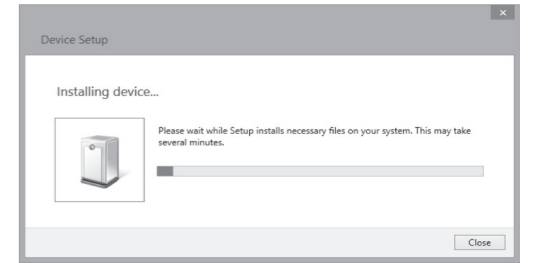 Device Setup
Installing device...
Please wait while Setup installs necessary files on your system. This may take
several minutes.
Close